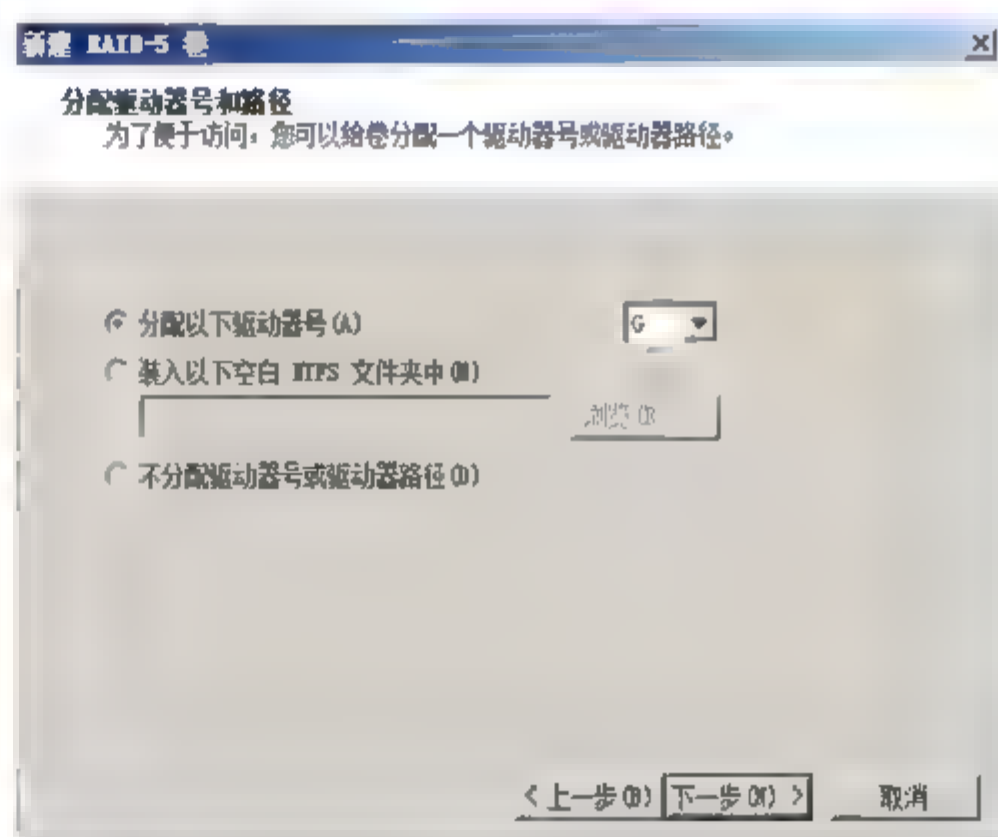 新建 RAID-5 卷
分配驱动器号和路径
为了便于访问，您可以给卷分配一个驱动器号或驱动器路径。
分配以下驱动器号(A)
G
装入以下空白 NTFS 文件夹中(M)
浏览(R
不分配驱动器号或驱动器路径(D)
< 上一步(B) 下一步(N) > 取消